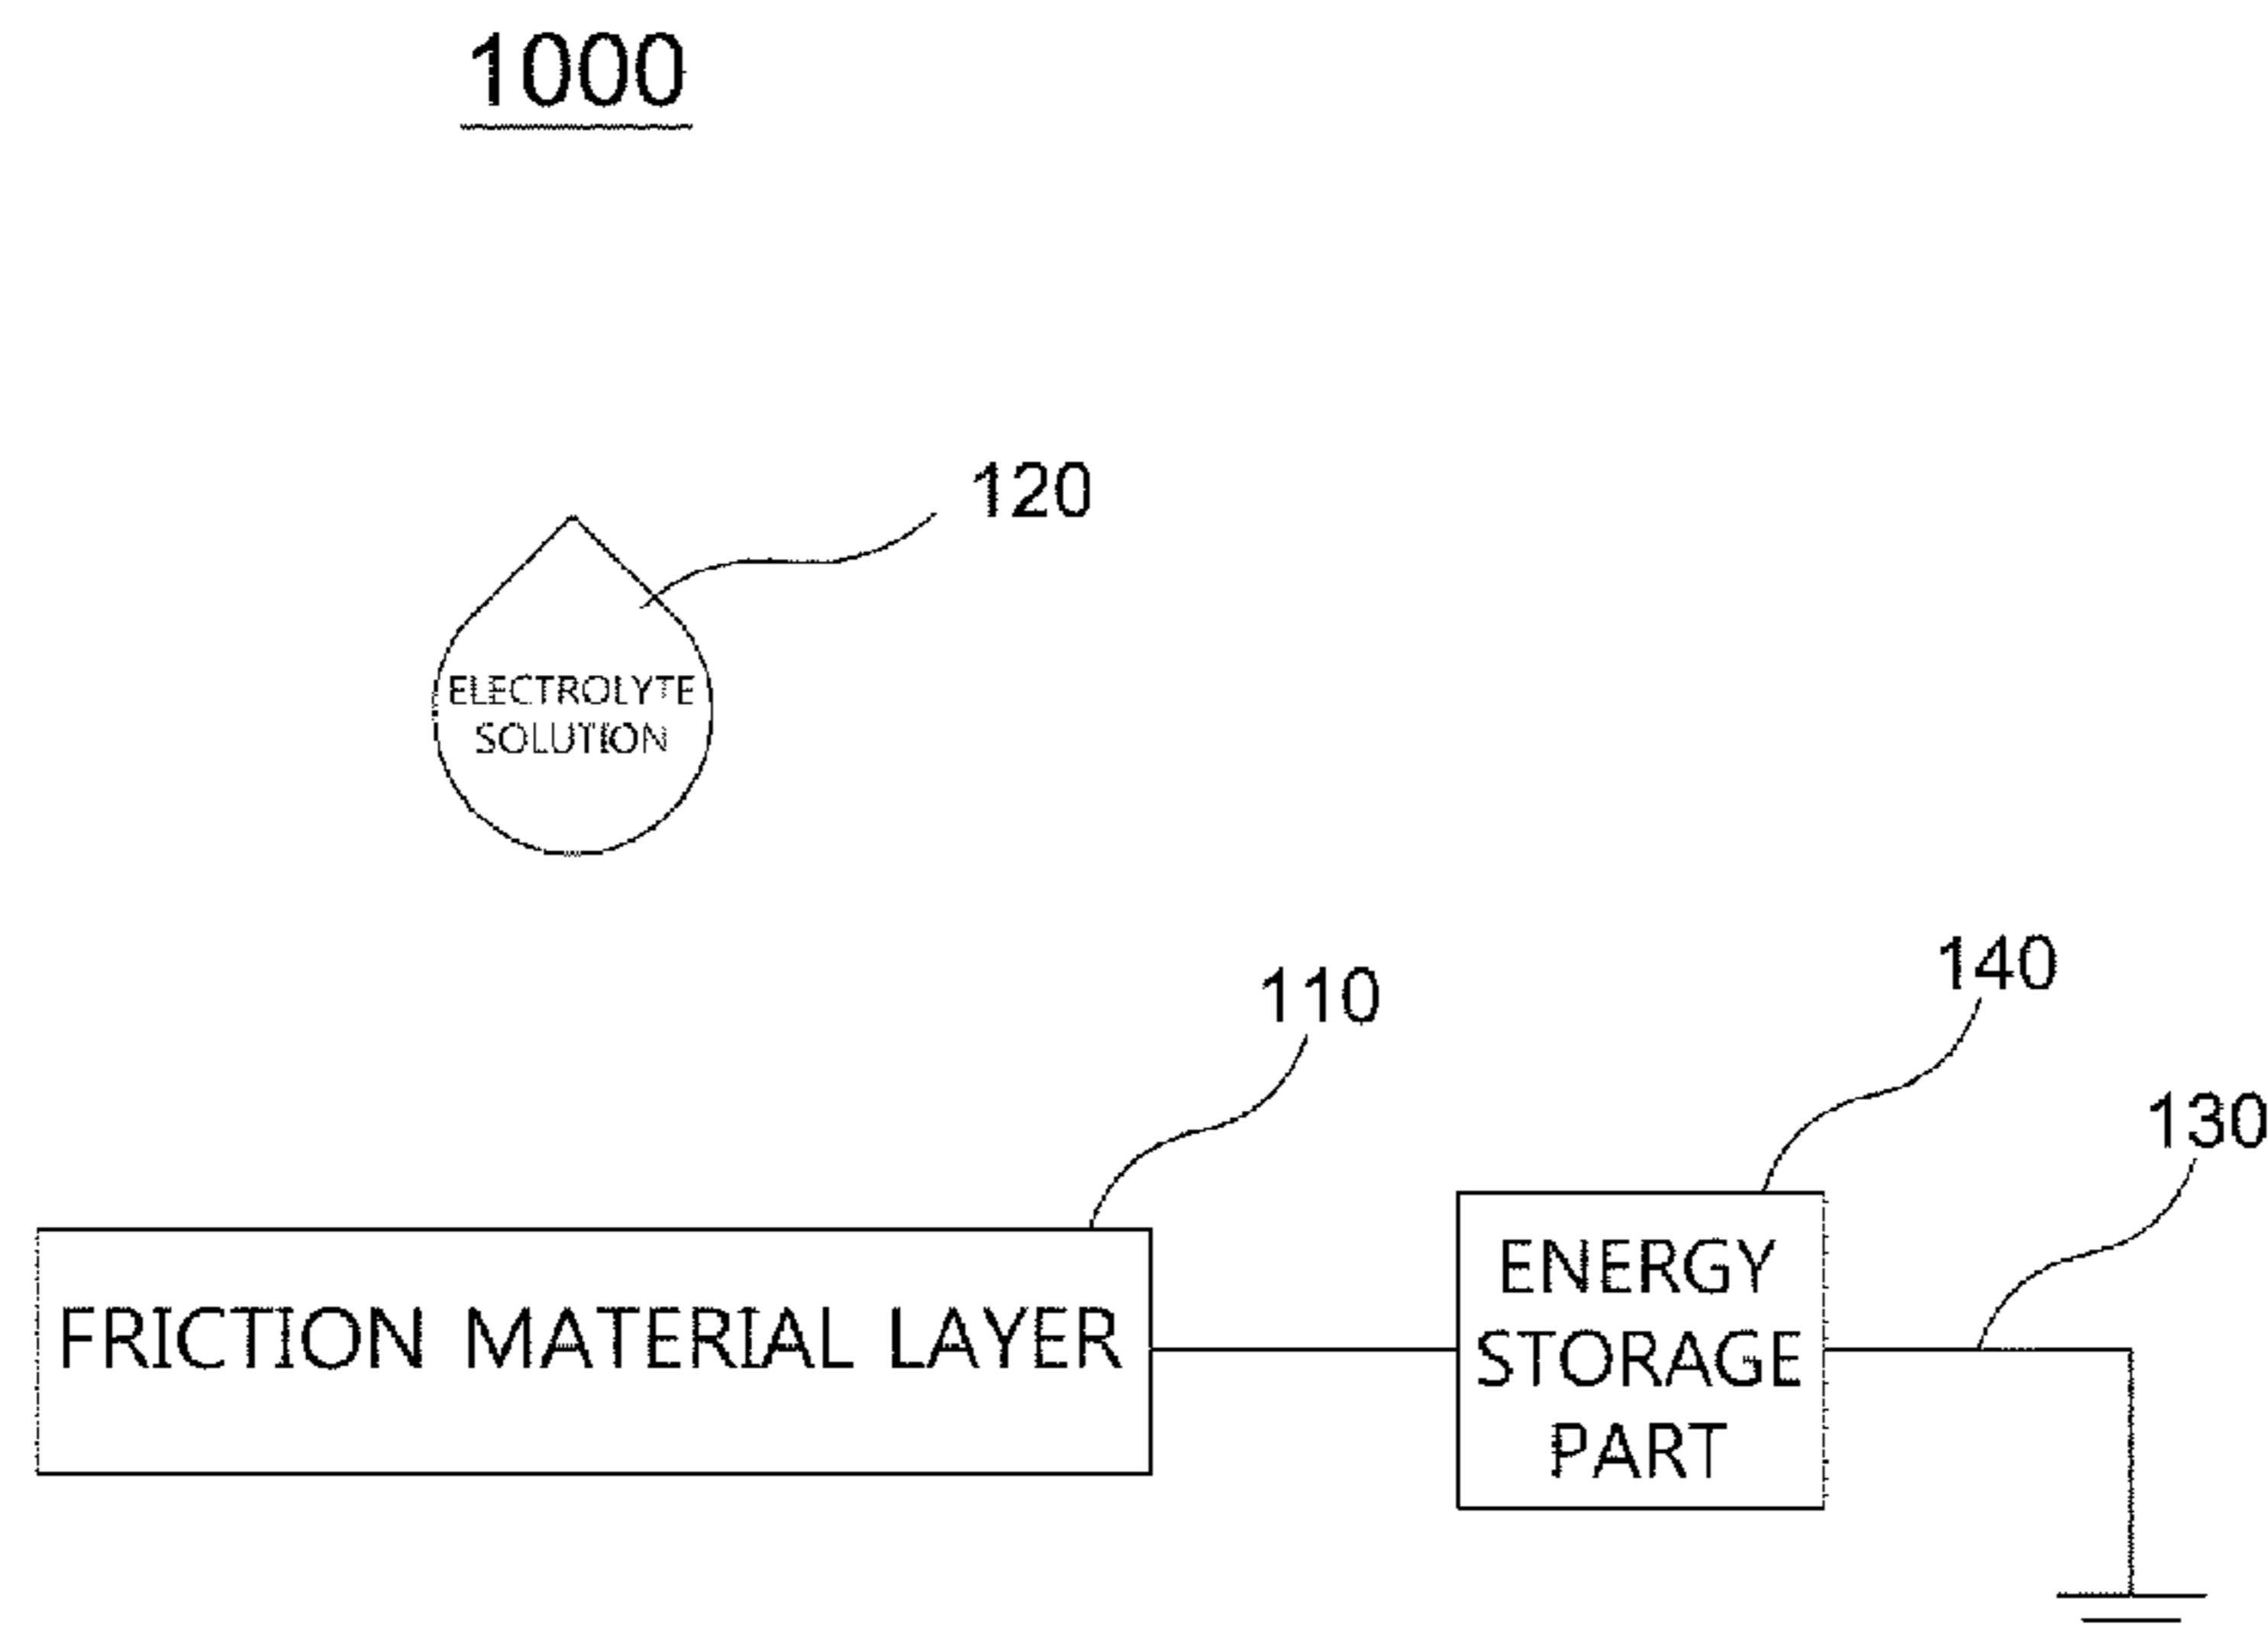 1000
120
ELECTROLYTE
SOLUTION
140
110
130
FRICTION MATERIAL LAYER
ENERGY
STORAGE
PART